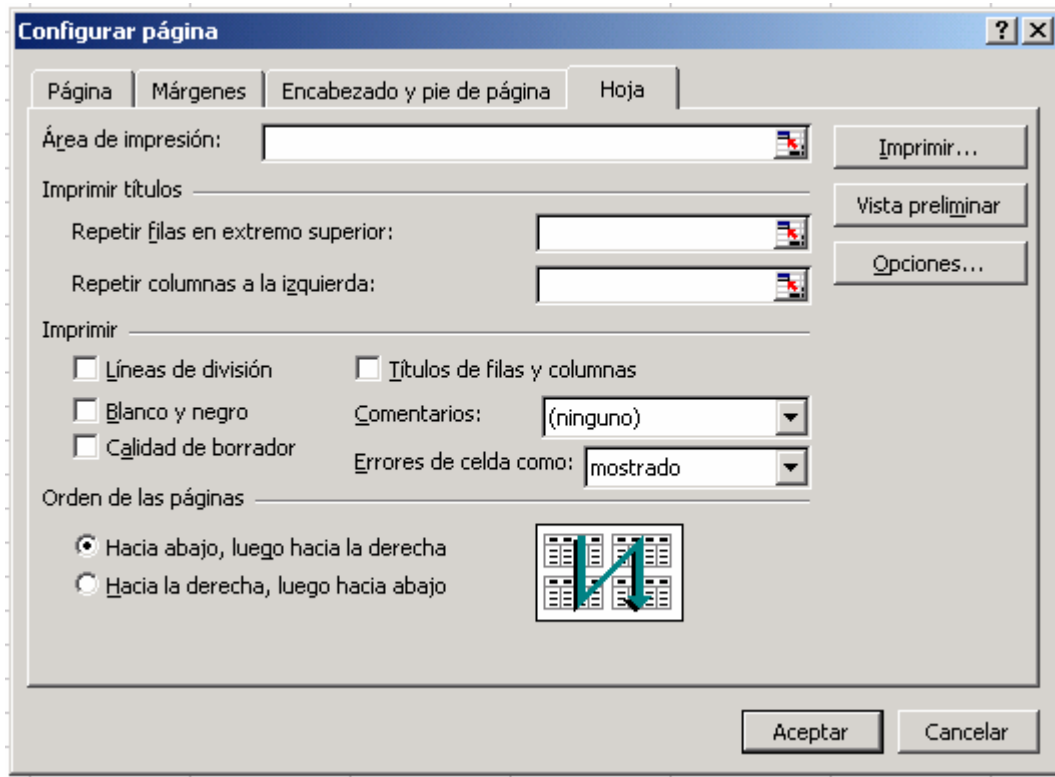 Configurar página
Página Márgenes Encabezado y pie de página Hoja
Área de impresión:
Imprimir...
Imprimir títulos
Vista preliminar
Repetir filas en extremo superior:
Opciones...
Repetir columnas a la izquierda:
Imprimir
Líneas de división Títulos de filas y columnas
Blanco y negro Comentarios: (ninguno)
Calidad de borrador
Errores de celda como: mostrado
Orden de las páginas
Hacia abajo, luego hacia la derecha
Hacia la derecha, luego hacia abajo
Aceptar Cancelar